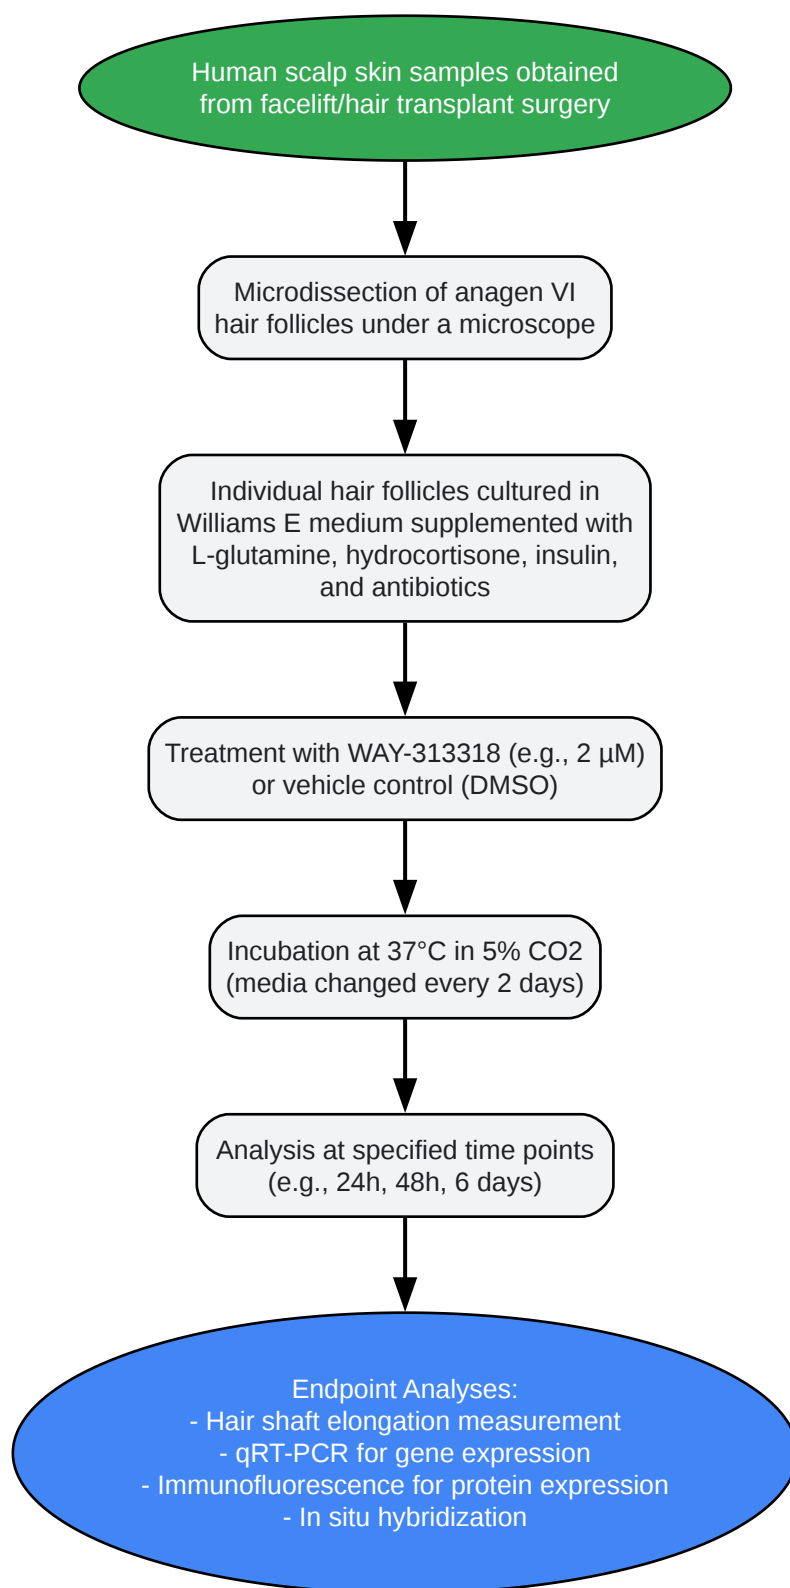 Human scalp skin samples obtained
from facelift/hair transplant surgery
Microdissection of anagen VI
hair follicles under a microscope
Individual hair follicles cultured in
Williams E medium supplemented with
L-glutamine, hydrocortisone, insulin,
and antibiotics
Treatment with WAY-313318 (e.g., 2 µM)
or vehicle control (DMSO)
Incubation at 37°C in 5% CO2
(media changed every 2 days)
Analysis at specified time points
(e.g., 24h, 48h, 6 days)
Endpoint Analyses:
- Hair shaft elongation measurement
- qRT-PCR for gene expression
- Immunofluorescence for protein expression
- In situ hybridization